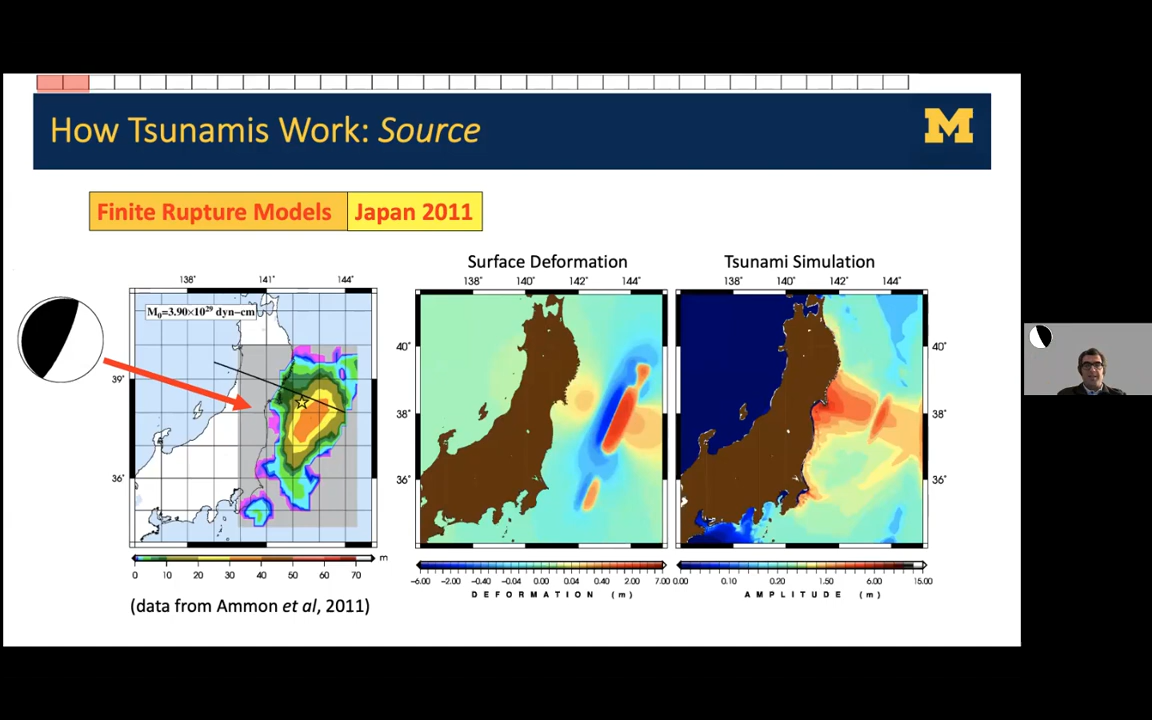 How Tsunamis Work: Source
M
Finite Rupture Models Japan 2011
Surface Deformation Tsunami Simulation
138° 141° 144° 138° 140° 142° 144° 138° 140° 142° 144°
M₀=3.90×10²⁹ dyn-cm
40° 40°
39°
38° 38°
36° 36° 36°
m
0 10 20 30 40 50 60 70
-6.00 -2.00 -0.40 -0.04 0.00 0.04 0.40 2.00 7.00
0.00 0.10 0.20 1.50 6.00 15.00
DEFORMATION (m) AMPLITUDE (m)
(data from Ammon et al, 2011)